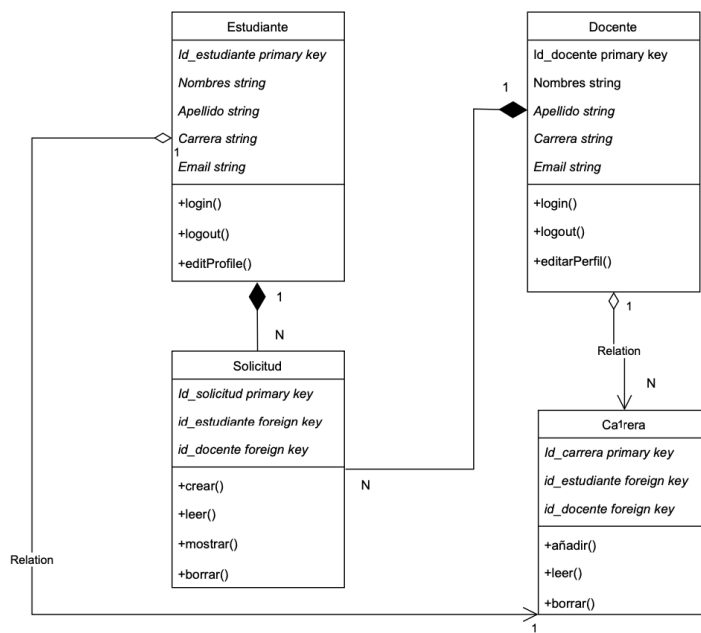 Estudiante
Id_estudiante primary key
Nombres string
Apellido string
Carrera string
Email string
+login()
+logout()
+editProfile()
1
1
N
Docente
Id_docente primary key
Nombres string
Apellido string
Carrera string
Email string
+login()
+logout()
+editarPerfil()
1
1
Relation
N
Solicitud
Id_solicitud primary key
id_estudiante foreign key
id_docente foreign key
+crear()
+leer()
+mostrar()
+borrar()
N
Ca1rera
Id_carrera primary key
id_estudiante foreign key
id_docente foreign key
+añadir()
+leer()
+borrar()
Relation
1